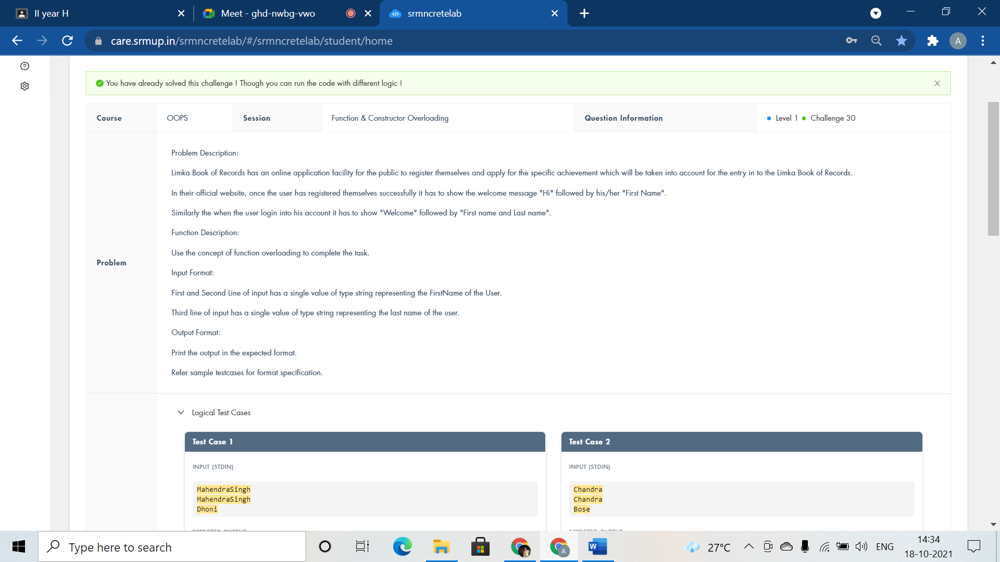 II year H
Meet - ghd-nwbg-vwo
srmncretelab
care.srmup.in/srmncretelab/#/srmncretelab/student/home
A
You have already solved this challenge ! Though you can run the code with different logic !
Course
OOPS
Session
Function & Constructor Overloading
Question Information
Level 1
Challenge 30
Problem
Problem Description:
Limka Book of Records has an online application facility for the public to register themselves and apply for the specific achievement which will be taken into account for the entry in to the Limka Book of Records.
In their official website, once the user has registered themselves successfully it has to show the welcome message "Hi" followed by his/her "First Name".
Similarly the when the user login into his account it has to show "Welcome" followed by "First name and Last name".
Function Description:
Use the concept of function overloading to complete the task.
Input Format:
First and Second Line of input has a single value of type string representing the FirstName of the User.
Third line of input has a single value of type string representing the last name of the user.
Output Format:
Print the output in the expected format.
Refer sample testcases for format specification.
Logical Test Cases
Test Case 1
INPUT (STDIN)
MahendraSingh
MahendraSingh
Dhoni
EXPECTED OUTPUT
Test Case 2
INPUT (STDIN)
Chandra
Chandra
Bose
EXPECTED OUTPUT
Type here to search
A
W
27°C
ENG
14:34
18-10-2021